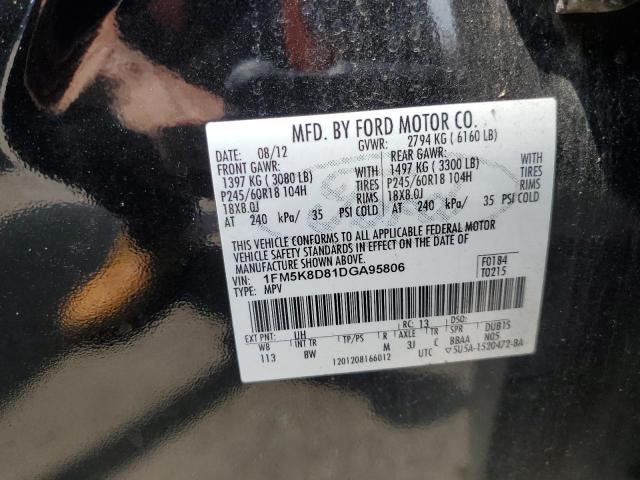 MFD. BY FORD MOTOR CO.
DATE: 08/12 GVWR: 2794 KG ( 6160 LB)
FRONT GAWR: REAR GAWR:
1397 KG ( 3080 LB) WITH 1497 KG ( 3300 LB) WITH
P245/60R18 104H TIRES P245/60R18 104H TIRES
18X8.0J RIMS 18X8.0J RIMS
AT 240 kPa/ 35 PSI COLD AT 240 kPa/ 35 PSI COLD
THIS VEHICLE CONFORMS TO ALL APPLICABLE FEDERAL MOTOR
VEHICLE SAFETY STANDARDS IN EFFECT ON THE DATE OF
MANUFACTURE SHOWN ABOVE.
VIN: 1FM5K8D81DGA95806 F0184
TYPE: MPV T0215
EXT PNT: UH RC: 13 DSO:
WB INT TR TP/PS R AXLE TR SPR DUB1S
113 BW M 3J C BBAA N05
1201208166012 UTC ▽5U5A-1520472-BA
Ford